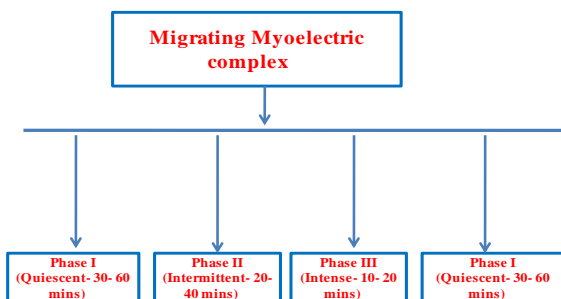 Migrating Myoelectric
complex
Phase I
(Quiescent- 30- 60
mins)
Phase II
(Intermittent- 20-
40 mins)
Phase III
(Intense- 10- 20
mins)
Phase I
(Quiescent- 30- 60
mins)